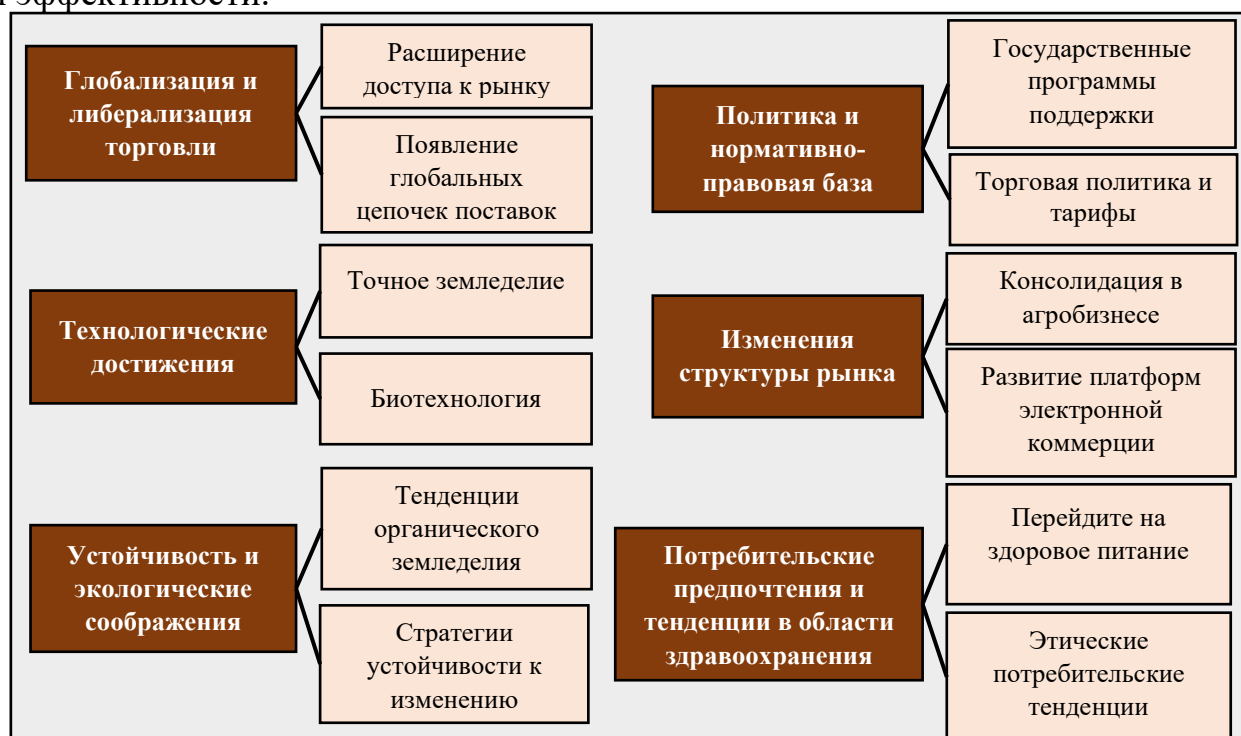 эффективности.
Глобализация и
либерализация
торговли
Расширение
доступа к рынку
Появление
глобальных
цепочек поставок
Технологические
достижения
Точное земледелие
Биотехнология
Устойчивость и
экологические
соображения
Тенденции
органического
земледелия
Стратегии
устойчивости к
изменению
Политика и
нормативно-
правовая база
Государственные
программы
поддержки
Торговая политика и
тарифы
Изменения
структуры рынка
Консолидация в
агробизнесе
Развитие платформ
электронной
коммерции
Потребительские
предпочтения и
тенденции в области
здравоохранения
Перейдите на
здоровое питание
Этические
потребительские
тенденции